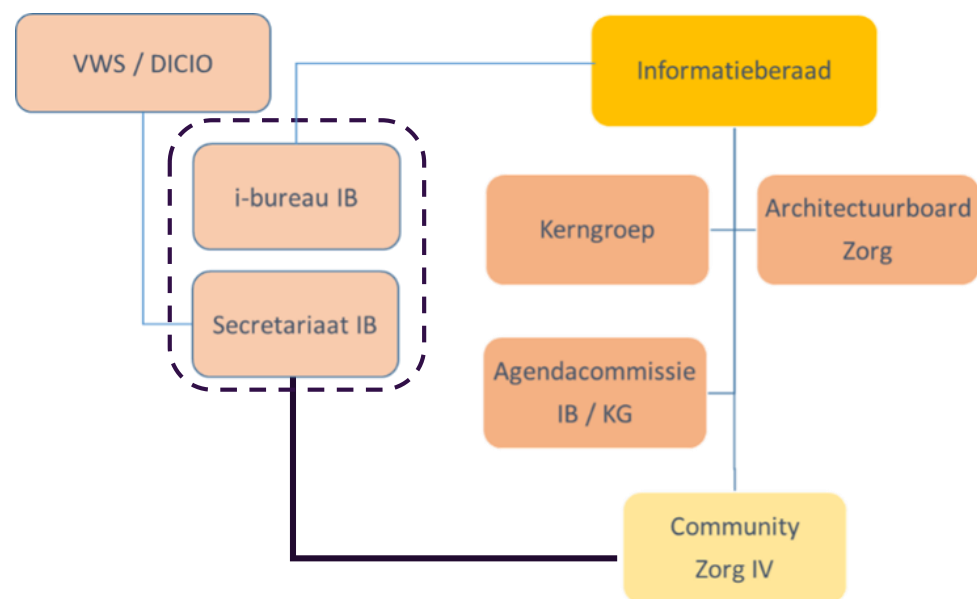 VWS / DICIO
Informatieberaad
i-bureau IB
Kerngroep
Architectuurboard
Zorg
Secretariaat IB
Agendacommissie
IB / KG
Community
Zorg IV